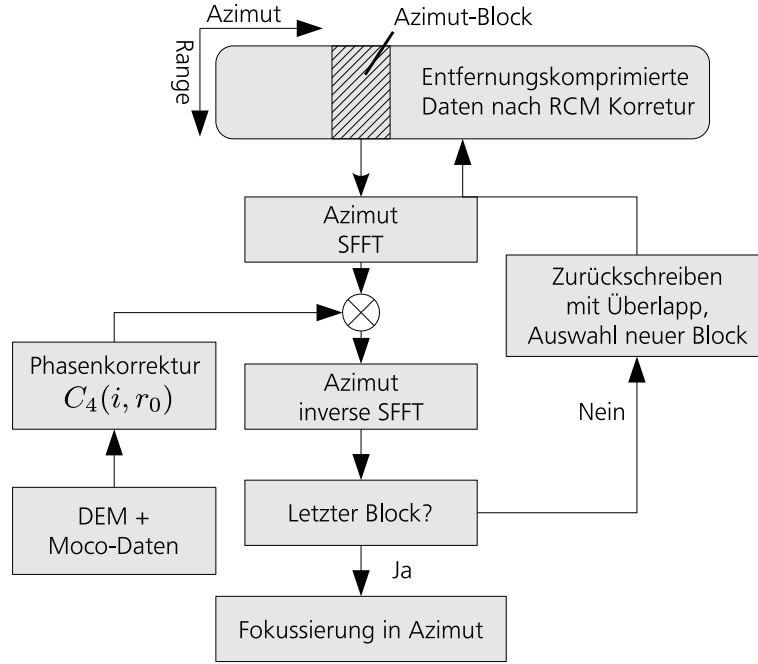 Azimut
Azimut-Block
Range
Entfernungskomprimierte
Daten nach RCM Korretur
Azimut
SFFT
Zurückschreiben
mit Überlapp,
Auswahl neuer Block
Phasenkorrektur
C₄(i, r₀)
Azimut
inverse SFFT
Nein
DEM +
Moco-Daten
Letzter Block?
Ja
Fokussierung in Azimut